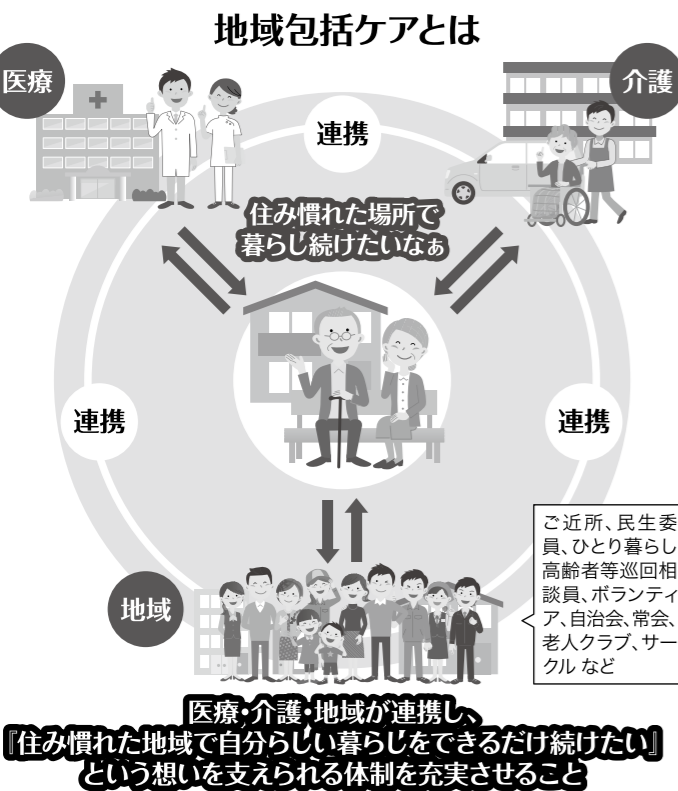 地域包括ケアとは
医療
介護
連携
住み慣れた場所で
暮らし続けたいなぁ
連携
連携
地域
ご近所、民生委
員、ひとり暮らし
高齢者等巡回相
談員、ボランティ
ア、自治会、常会、
老人クラブ、サー
クル など
医療・介護・地域が連携し、
『住み慣れた地域で自分らしい暮らしをできるだけ続けたい』
という想いを支えられる体制を充実させること